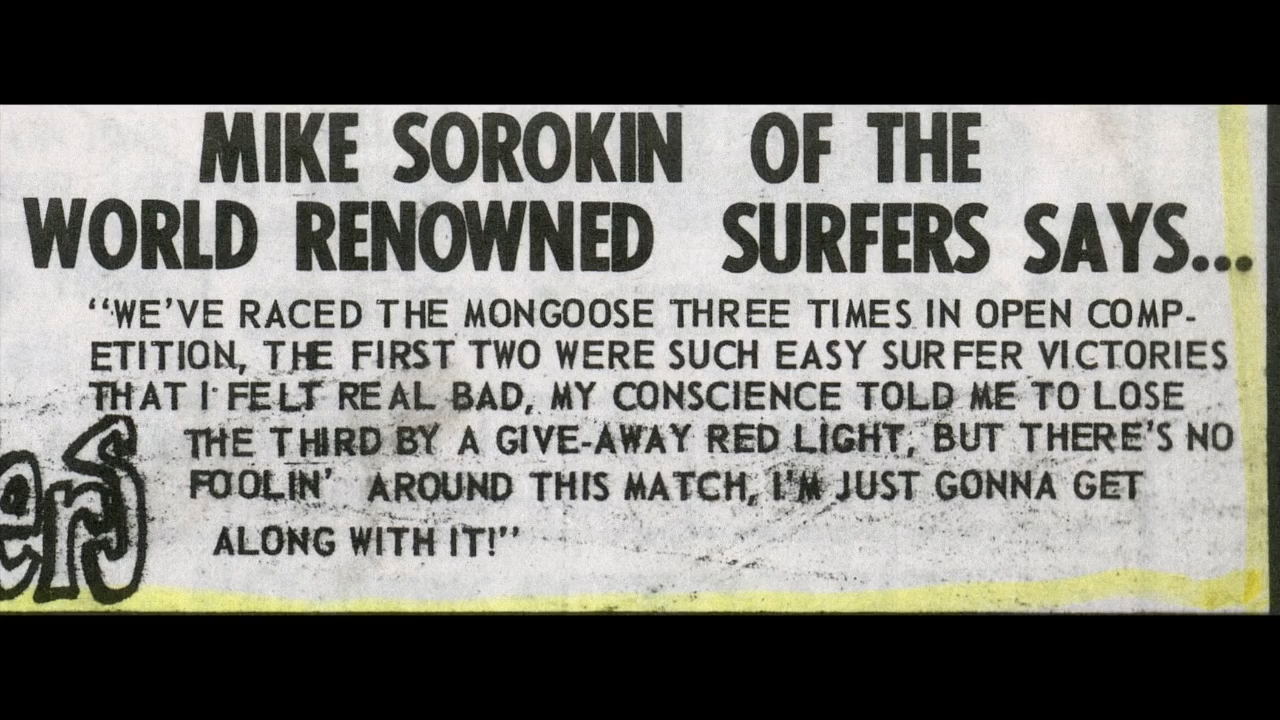 MIKE SOROKIN OF THE
WORLD RENOWNED SURFERS SAYS...
“WE'VE RACED THE MONGOOSE THREE TIMES IN OPEN COMP-
ETITION, THE FIRST TWO WERE SUCH EASY SURFER VICTORIES
THAT I FELT REAL BAD, MY CONSCIENCE TOLD ME TO LOSE
THE THIRD BY A GIVE-AWAY RED LIGHT, BUT THERE'S NO
FOOLIN' AROUND THIS MATCH, I'M JUST GONNA GET
ALONG WITH IT!”
ers